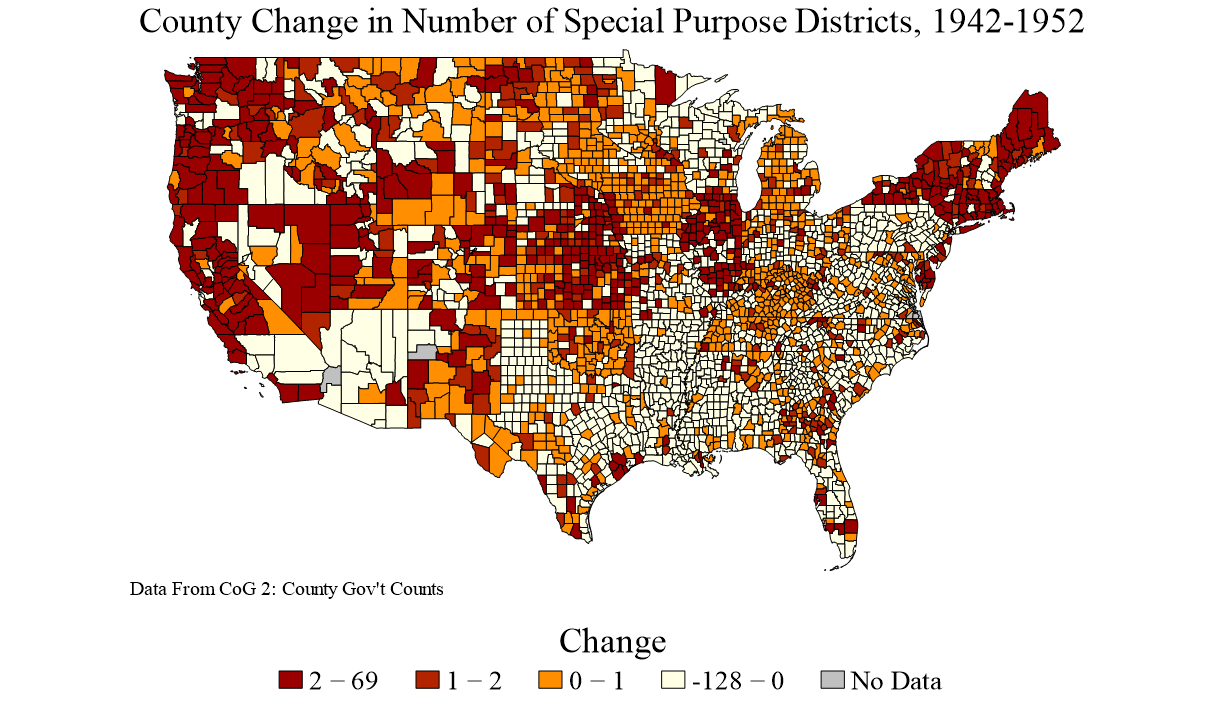 County Change in Number of Special Purpose Districts, 1942-1952
Data From CoG 2: County Gov't Counts
Change
2 – 69 1 – 2 0 – 1 -128 – 0 No Data